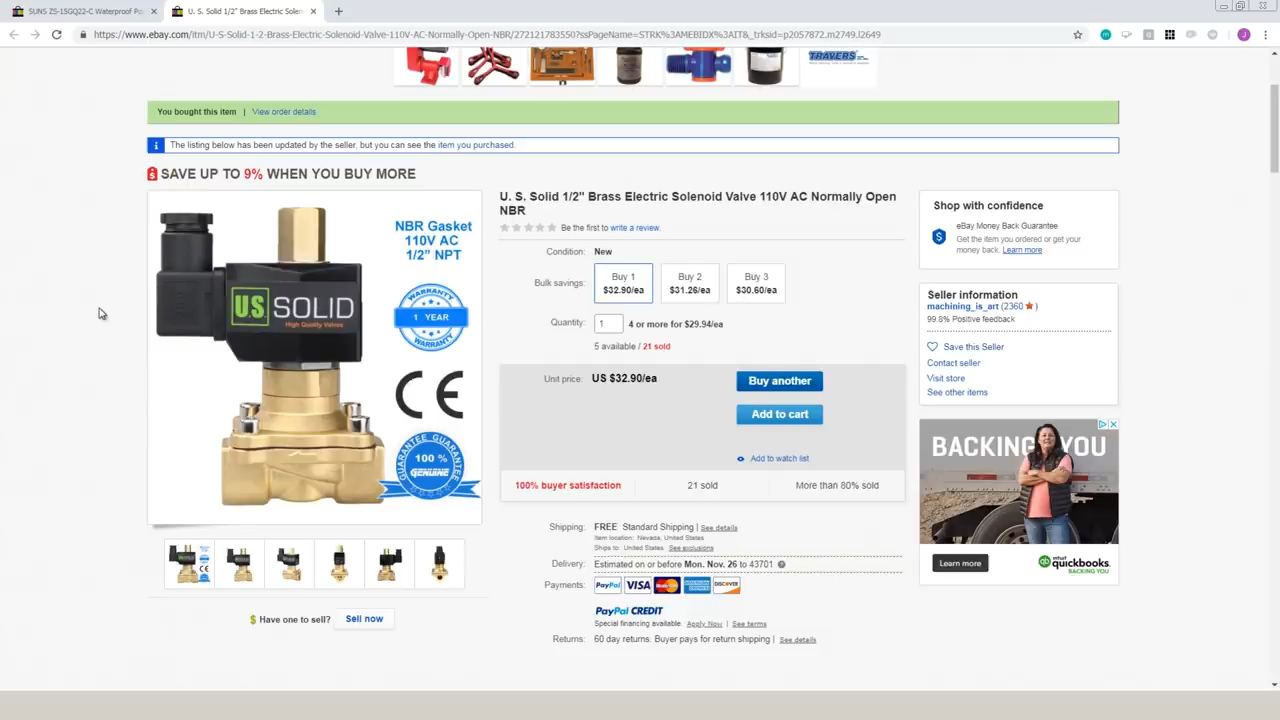 SUNS ZS-15GQ22-C Waterproof Po
U. S. Solid 1/2" Brass Electric Solen
https://www.ebay.com/itm/U-S-Solid-1-2-Brass-Electric-Solenoid-Valve-110V-AC-Normally-Open-NBR/272121783550?ssPageName=STRK%3AMEBIDX%3AIT&_trksid=p2057872.m2749.l2649
TRAVERS
You bought this item | View order details
The listing below has been updated by the seller, but you can see the item you purchased.
SAVE UP TO 9% WHEN YOU BUY MORE
NBR Gasket
110V AC
1/2" NPT
WARRANTY
1 YEAR
WARRANTY
US SOLID
High Quality Valves
CE
GUARANTEE GUARANTEE
100 %
GENUINE
Have one to sell? Sell now
U. S. Solid 1/2" Brass Electric Solenoid Valve 110V AC Normally Open
NBR
Be the first to write a review.
Condition: New
Bulk savings: Buy 1 Buy 2 Buy 3
$32.90/ea $31.26/ea $30.60/ea
Quantity: 1 4 or more for $29.94/ea
5 available / 21 sold
Unit price: US $32.90/ea
Buy another
Add to cart
Add to watch list
100% buyer satisfaction 21 sold More than 80% sold
Shipping: FREE Standard Shipping | See details
Item location: Nevada, United States
Ships to: United States See exclusions
Delivery: Estimated on or before Mon. Nov. 26 to 43701
Payments: PayPal VISA MasterCard AMERICAN EXPRESS DISCOVER
PayPal CREDIT
Special financing available. Apply Now | See terms
Returns: 60 day returns. Buyer pays for return shipping | See details
Shop with confidence
eBay Money Back Guarantee
Get the item you ordered or get your
money back. Learn more
Seller information
machining_is_art (2360 )
99.8% Positive feedback
Save this Seller
Contact seller
Visit store
See other items
BACKING YOU
Learn more
intuit
quickbooks.
BACKING YOU